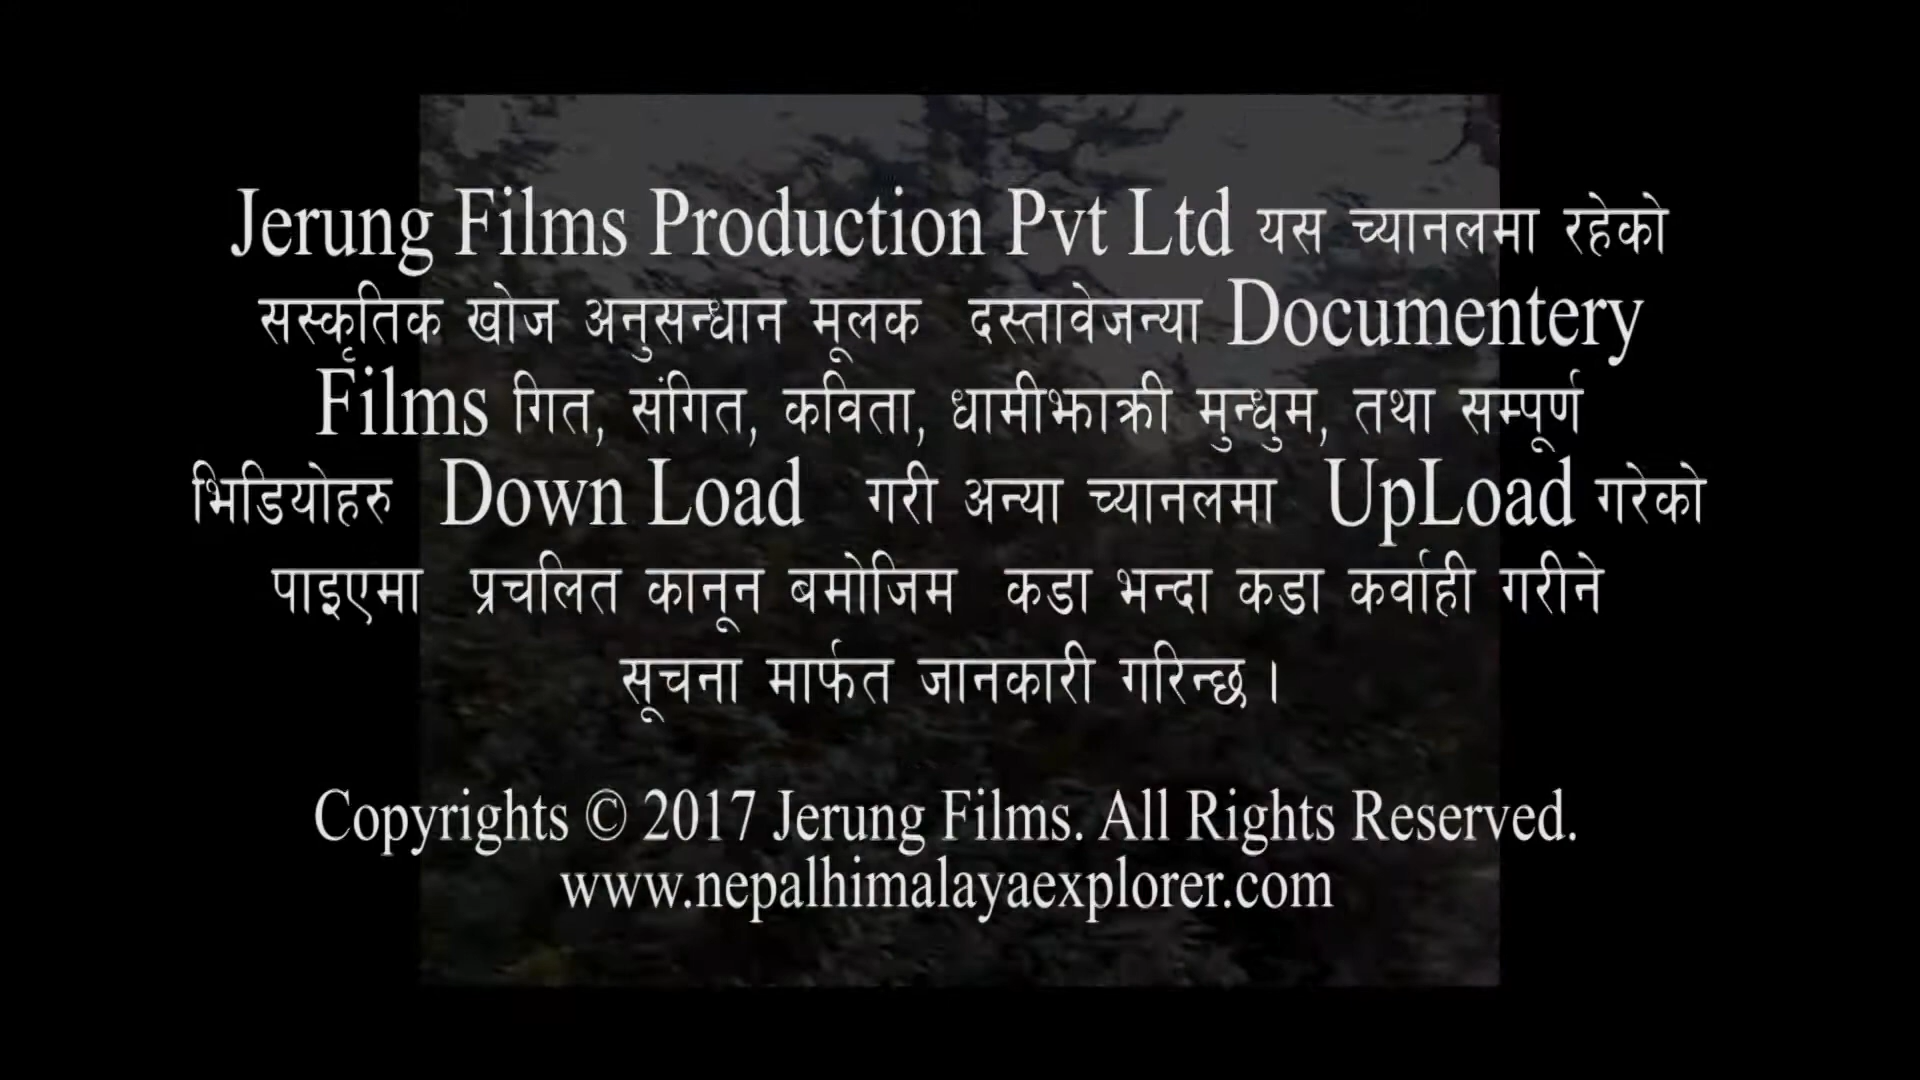 Jerung Films Production Pvt Ltd यस च्यानलमा रहेको
सस्कृतिक खोज अनुसन्धान मूलक दस्तावेजन्या Documentery
Films गित, संगित, कविता, धामीझाक्री मुन्धुम, तथा सम्पूर्ण
भिडियोहरु Down Load गरी अन्या च्यानलमा UpLoad गरेको
पाइएमा प्रचलित कानून बमोजिम कडा भन्दा कडा कर्वाही गरीने
सूचना मार्फत जानकारी गरिन्छ ।
Copyrights © 2017 Jerung Films. All Rights Reserved.
www.nepalhimalayaexplorer.com